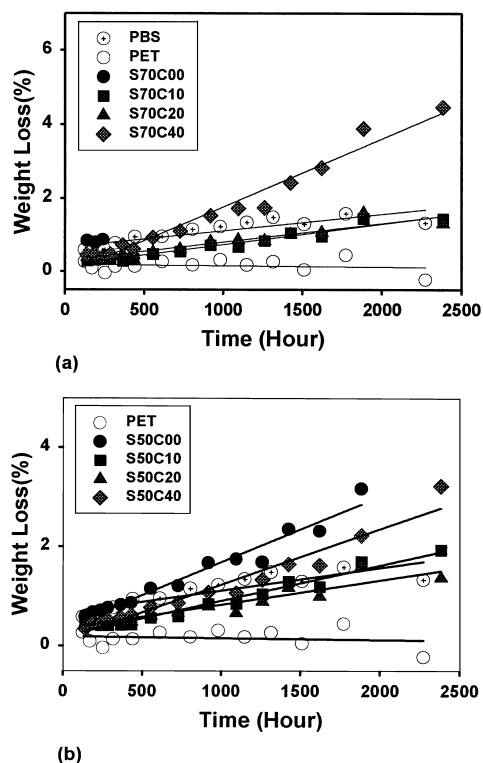 6
4
2
0
Weight Loss(%)
PBS
PET
S70C00
S70C10
S70C20
S70C40
0 500 1000 1500 2000 2500
Time (Hour)
(a)
4
2
0
Weight Loss(%)
PET
S50C00
S50C10
S50C20
S50C40
0 500 1000 1500 2000 2500
Time (Hour)
(b)